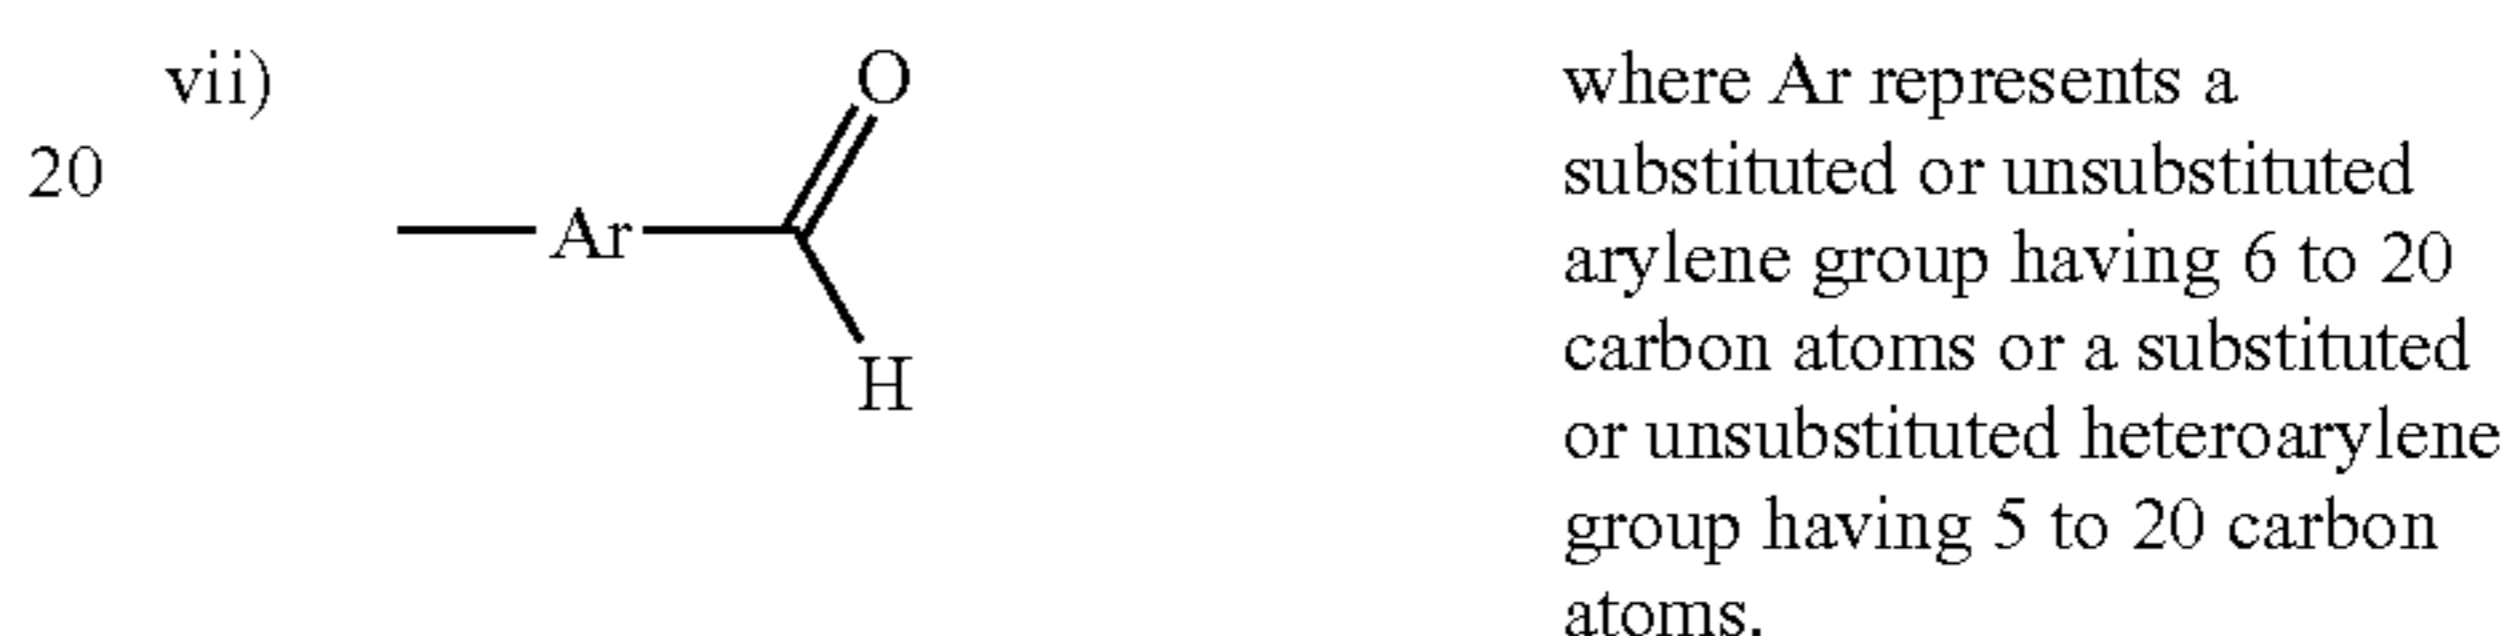 vii)
20
O
Ar
H
where Ar represents a
substituted or unsubstituted
arylene group having 6 to 20
carbon atoms or a substituted
or unsubstituted heteroarylene
group having 5 to 20 carbon
atoms.